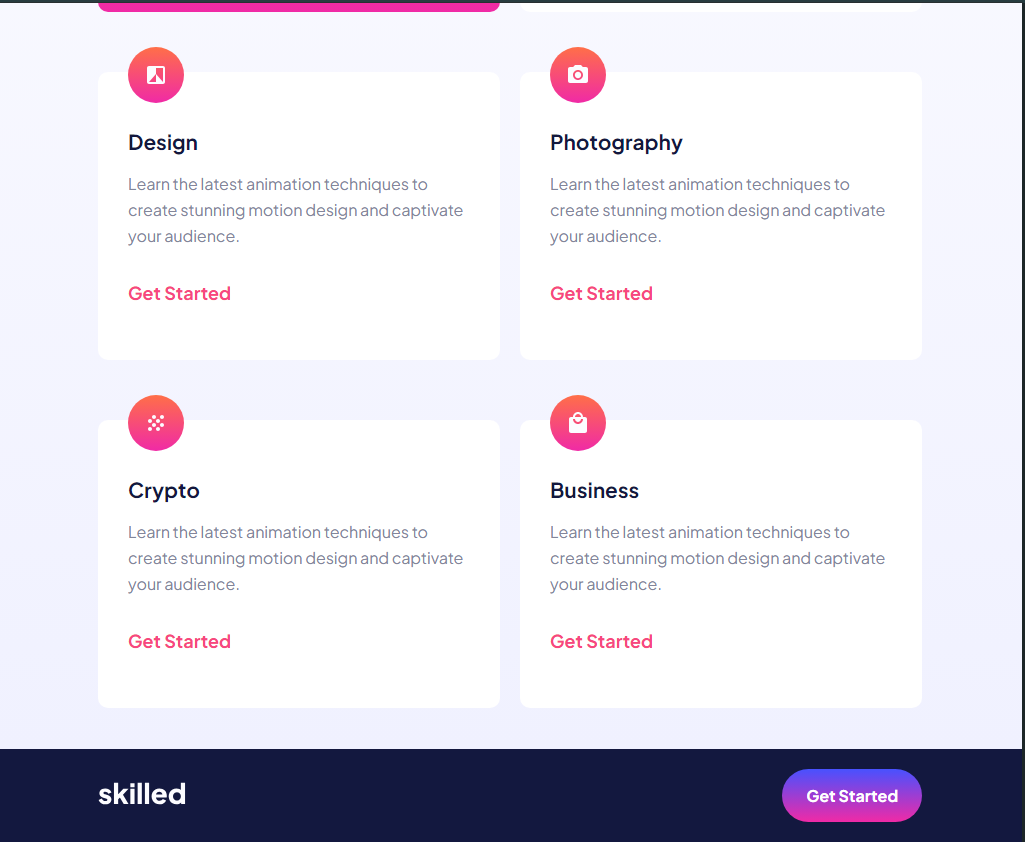 Design
Learn the latest animation techniques to
create stunning motion design and captivate
your audience.
Get Started
Photography
Learn the latest animation techniques to
create stunning motion design and captivate
your audience.
Get Started
Crypto
Learn the latest animation techniques to
create stunning motion design and captivate
your audience.
Get Started
Business
Learn the latest animation techniques to
create stunning motion design and captivate
your audience.
Get Started
skilled
Get Started